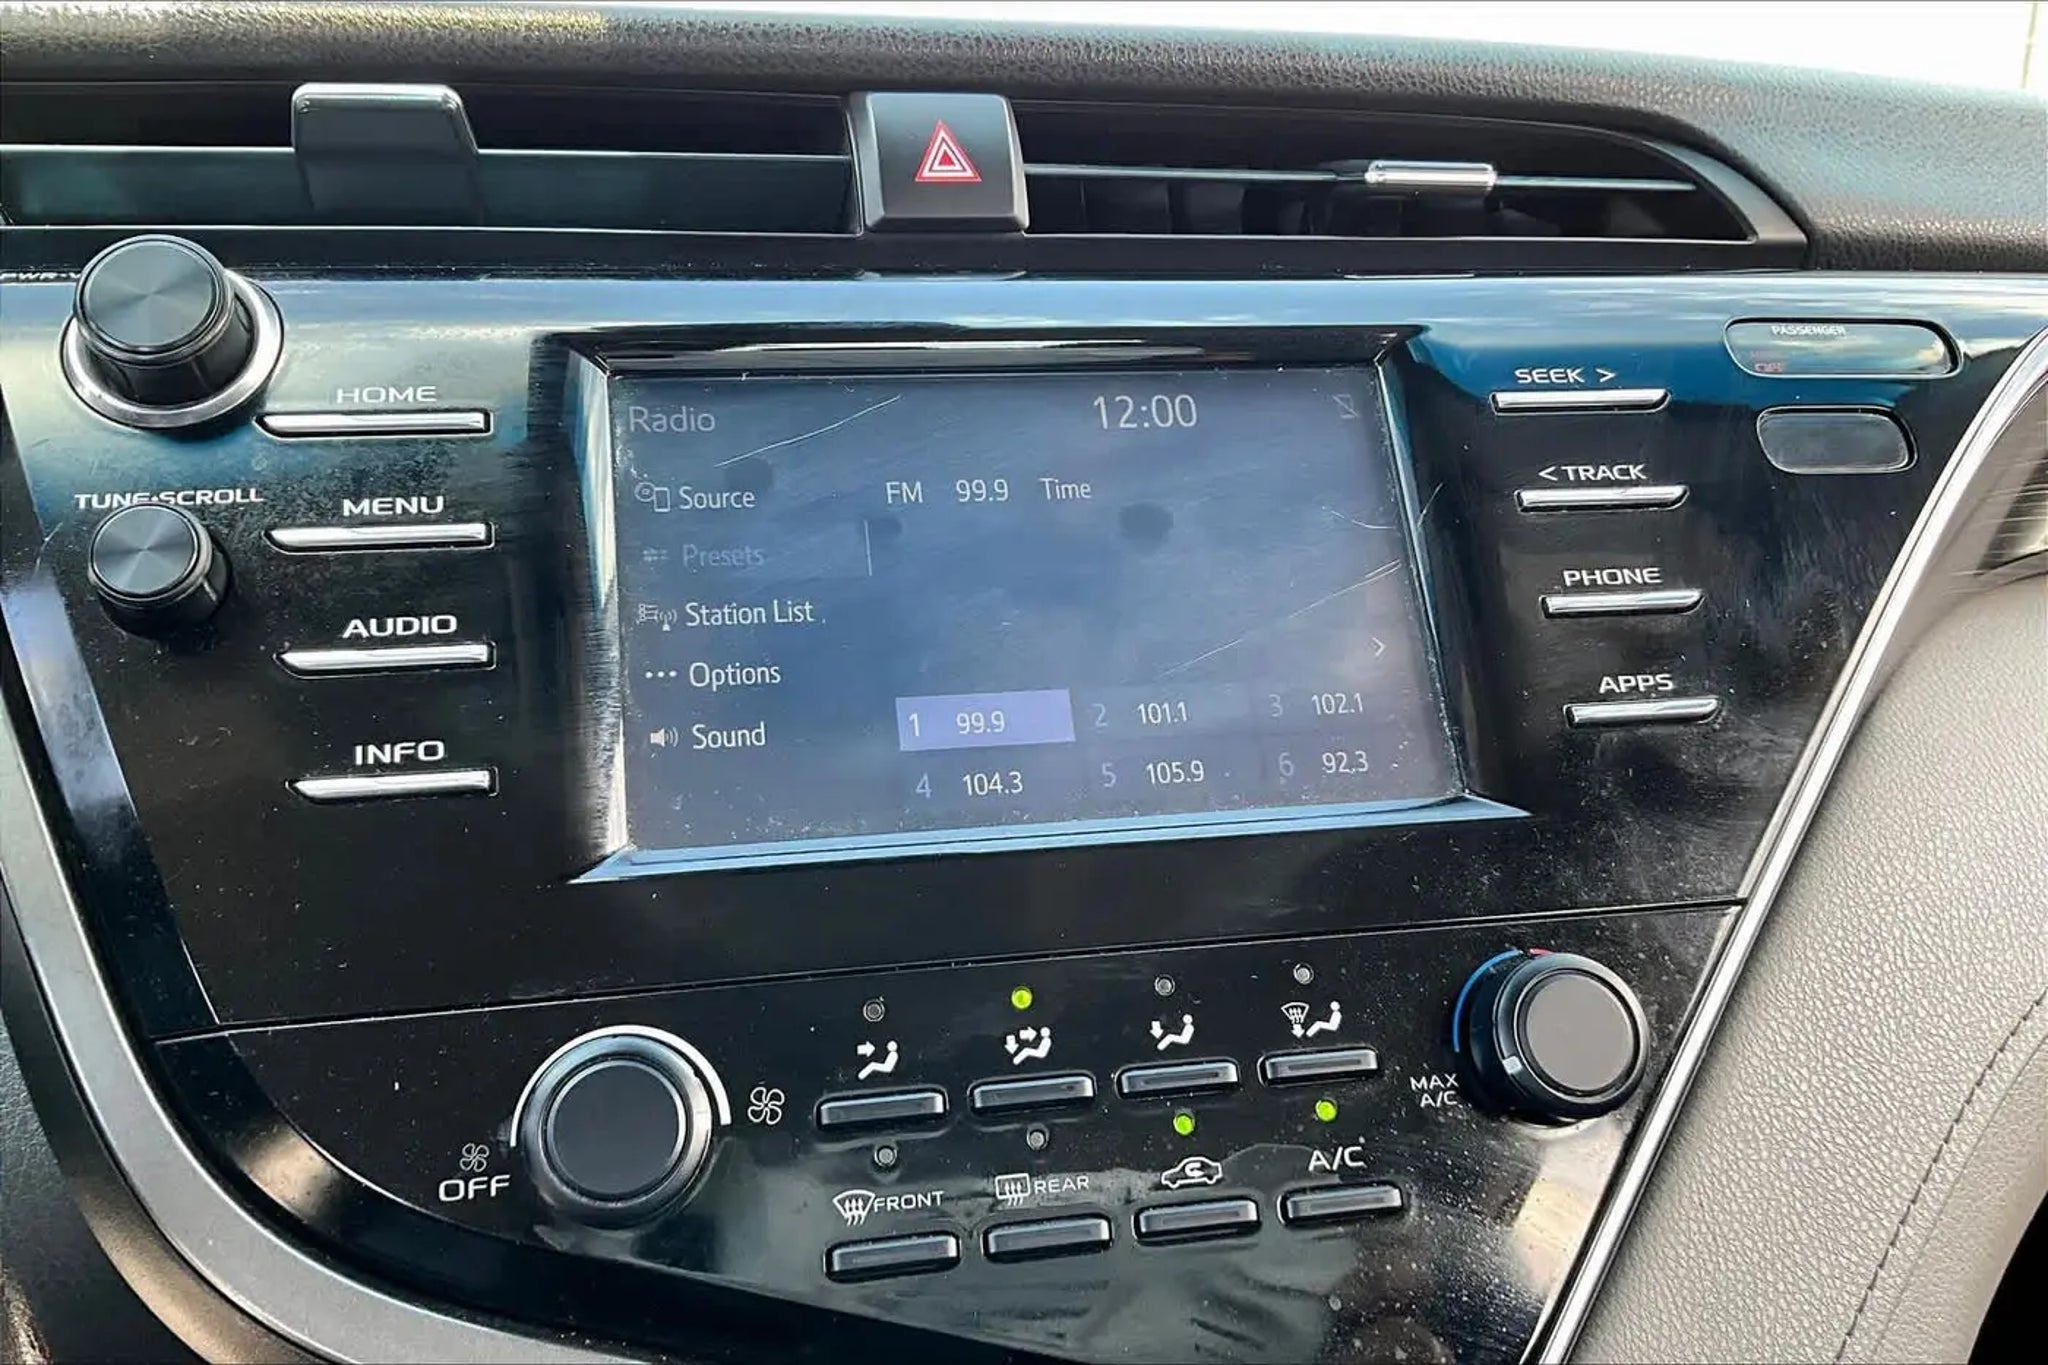 HOME
TUNE•SCROLL
MENU
AUDIO
INFO
Radio
12:00
Source
FM 99.9 Time
Presets
Station List
Options
Sound
1 99.9 2 101.1 3 102.1
4 104.3 5 105.9 6 92.3
SEEK >
< TRACK
PHONE
APPS
PASSENGER
OFF
OFF
MAX
A/C
FRONT
REAR
A/C